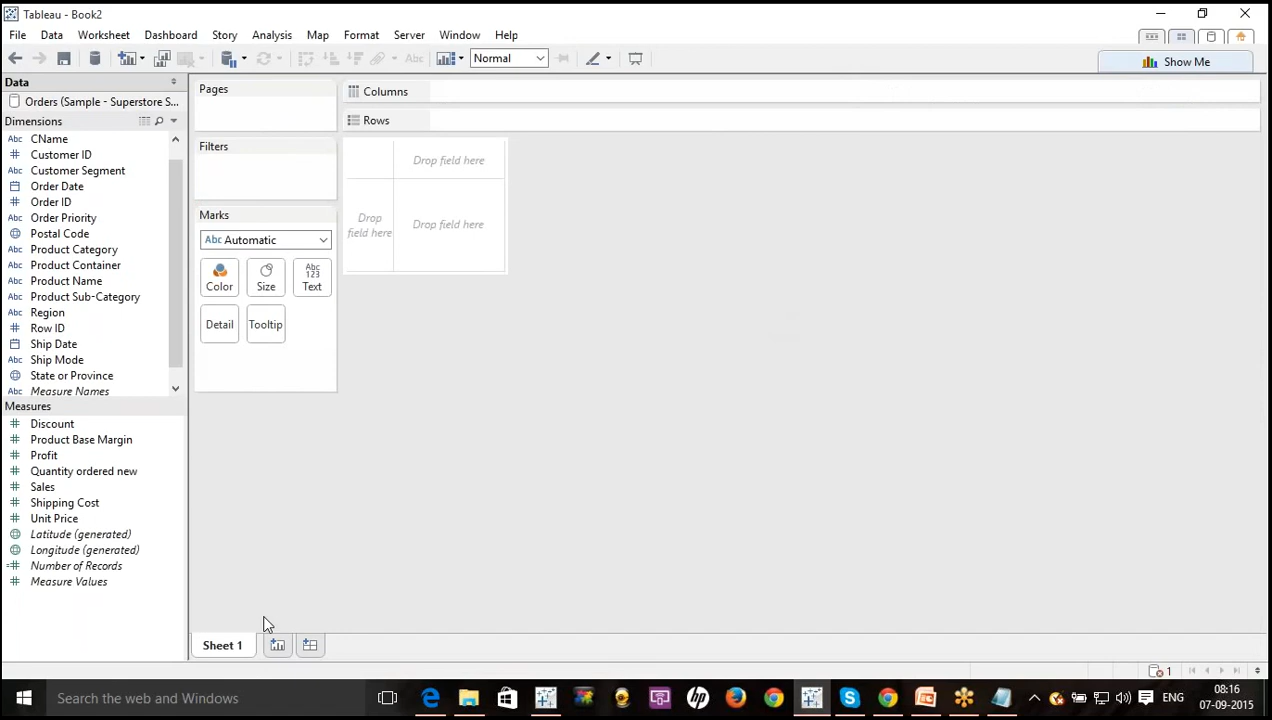 Tableau - Book2
File Data Worksheet Dashboard Story Analysis Map Format Server Window Help
Abc Normal
Show Me
Data
Orders (Sample - Superstore S...
Dimensions
Abc CName
# Customer ID
Abc Customer Segment
Order Date
# Order ID
Abc Order Priority
Postal Code
Abc Product Category
Abc Product Container
Abc Product Name
Abc Product Sub-Category
Abc Region
# Row ID
Ship Date
Abc Ship Mode
State or Province
Abc Measure Names
Measures
# Discount
# Product Base Margin
# Profit
# Quantity ordered new
# Sales
# Shipping Cost
# Unit Price
Latitude (generated)
Longitude (generated)
=# Number of Records
# Measure Values
Pages
Filters
Marks
Abc Automatic
Color
Size
Abc
123
Text
Detail
Tooltip
Columns
Rows
Drop field here
Drop
field here
Drop field here
Sheet 1
1
Search the web and Windows
ENG
08:16
07-09-2015